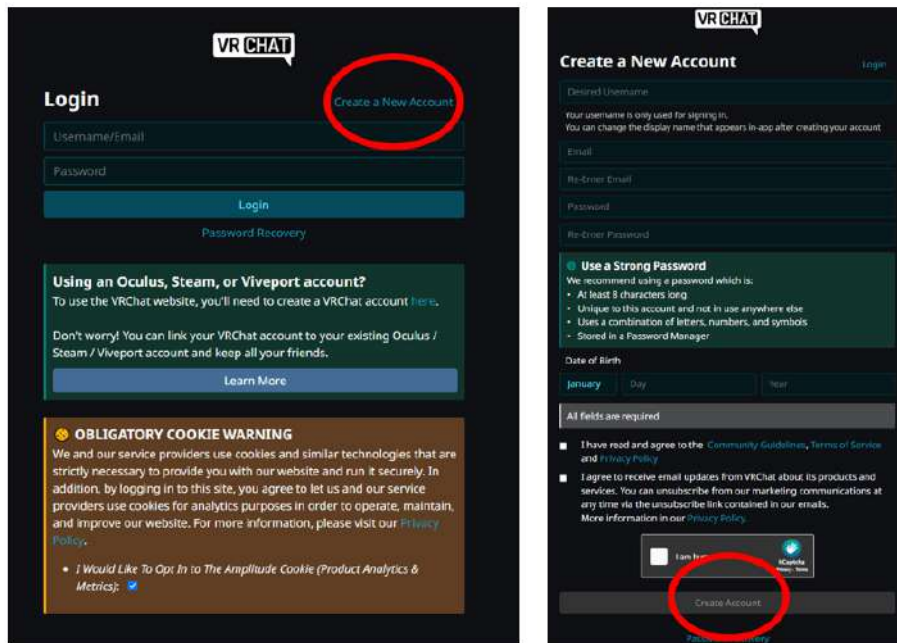 VRCHAT
Login
Create a New Account
Username/Email
Password
Login
Password Recovery
Using an Oculus, Steam, or Viveport account?
To use the VRChat website, you'll need to create a VRChat account here.
Don't worry! You can link your VRChat account to your existing Oculus /
Steam / Viveport account and keep all your friends.
Learn More
OBLIGATORY COOKIE WARNING
We and our service providers use cookies and similar technologies that are
strictly necessary to provide you with our website and run it securely. In
addition, by logging in to this site, you agree to let us and our service
providers use cookies for analytics purposes in order to operate, maintain,
and improve our website. For more information, please visit our Privacy
Policy.
• I Would Like To Opt In to The Amplitude Cookie (Product Analytics &
Metrics):
VRCHAT
Create a New Account
Login
Desired Username
Your username is only used for signing in.
You can change the display name that appears in-app after creating your account
Email
Re-Enter Email
Password
Re-Enter Password
Use a Strong Password
We recommend using a password which is:
• At least 8 characters long
• Unique to this account and not in use anywhere else
• Uses a combination of letters, numbers, and symbols
• Stored in a Password Manager
Date of Birth
January Day Year
All fields are required
I have read and agree to the Community Guidelines, Terms of Service
and Privacy Policy
I agree to receive email updates from VRChat about its products and
services. You can unsubscribe from our marketing communications at
any time via the unsubscribe link contained in our emails.
More information in our Privacy Policy.
I am
hCaptcha
Privacy - Terms
Create Account